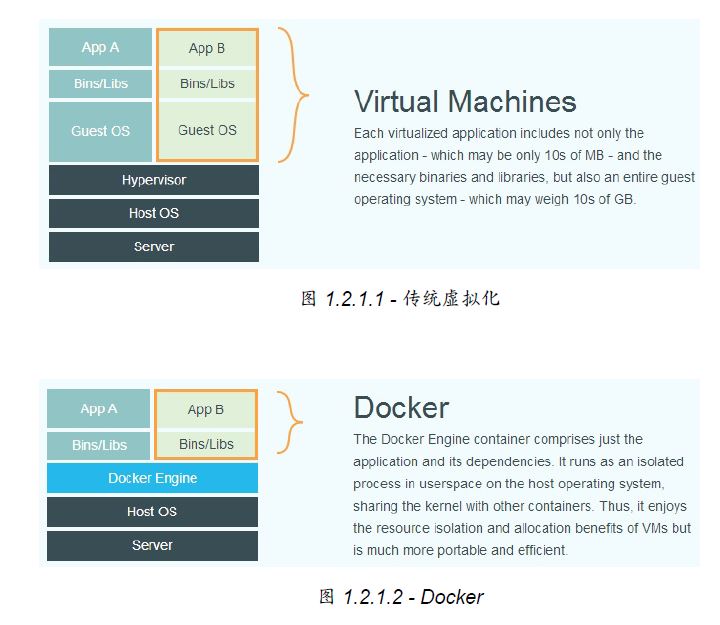 App A
App B
Bins/Libs
Bins/Libs
Guest OS
Guest OS
Hypervisor
Host OS
Server
Virtual Machines
Each virtualized application includes not only the
application - which may be only 10s of MB - and the
necessary binaries and libraries, but also an entire guest
operating system - which may weigh 10s of GB.
图 1.2.1.1 - 传统虚拟化
App A
App B
Bins/Libs
Bins/Libs
Docker Engine
Host OS
Server
Docker
The Docker Engine container comprises just the
application and its dependencies. It runs as an isolated
process in userspace on the host operating system,
sharing the kernel with other containers. Thus, it enjoys
the resource isolation and allocation benefits of VMs but
is much more portable and efficient.
图 1.2.1.2 - Docker